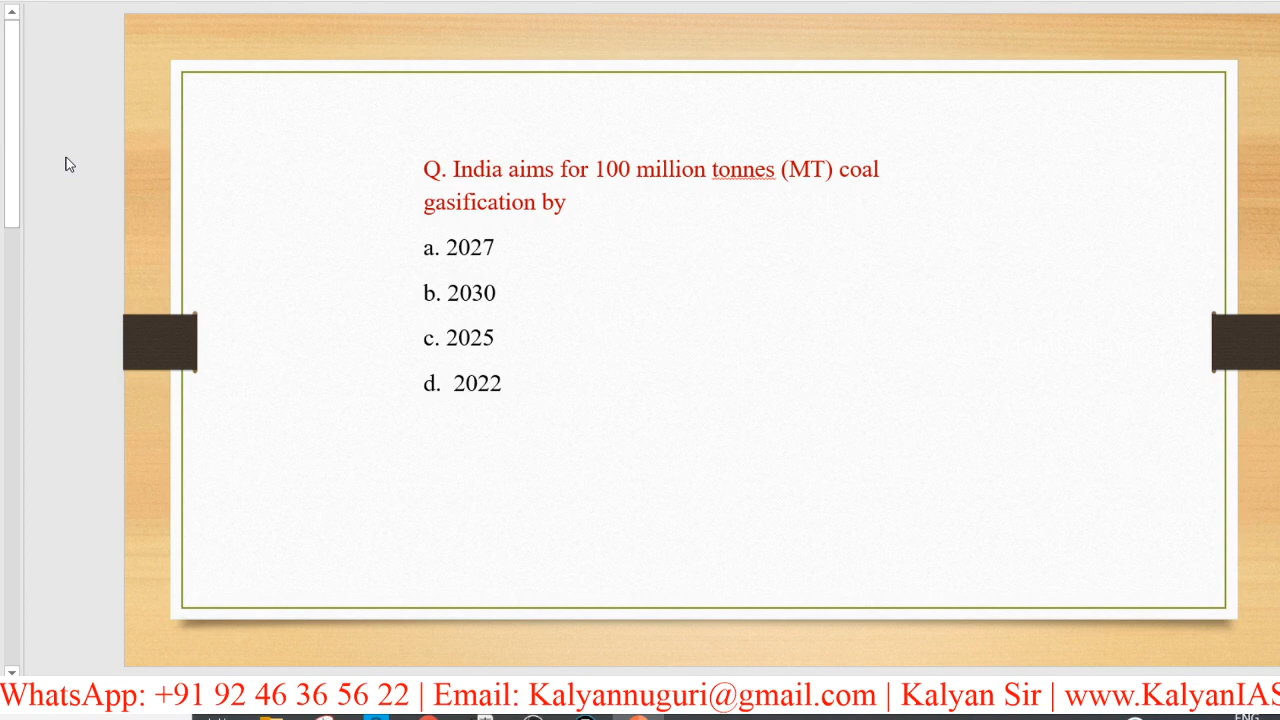 Q. India aims for 100 million tonnes (MT) coal
gasification by
a. 2027
b. 2030
c. 2025
d. 2022
WhatsApp: +91 92 46 36 56 22 | Email: Kalyannuguri@gmail.com | Kalyan Sir | www.KalyanIAS
ENG